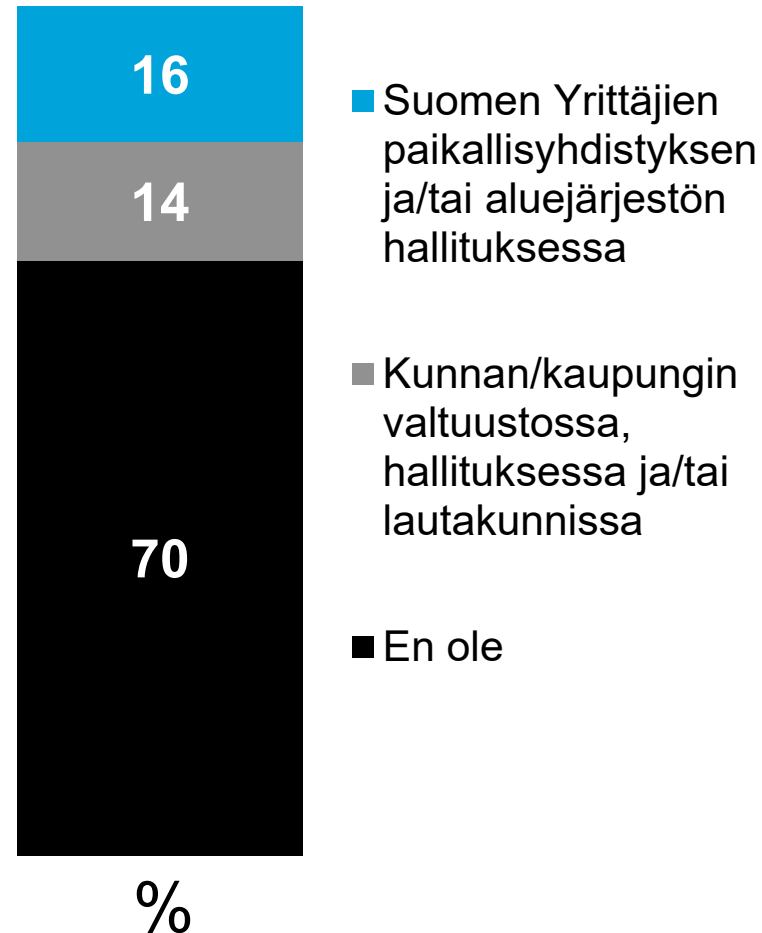 16
14
70
%
Suomen Yrittäjien
paikallisyhdistyksen
ja/tai aluejärjestön
hallituksessa
Kunnan/kaupungin
valtuustossa,
hallituksessa ja/tai
lautakunnissa
En ole